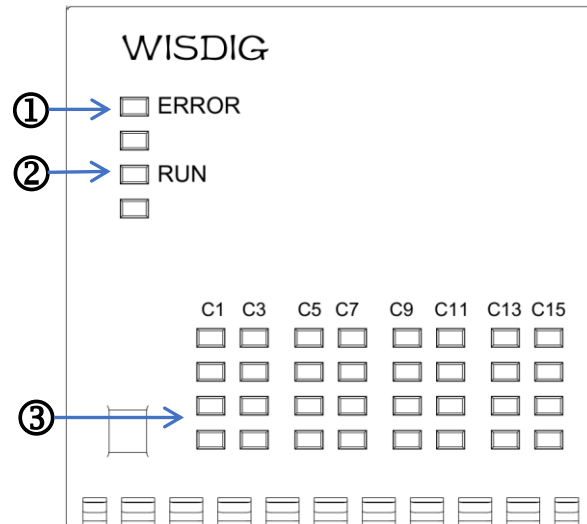 WISDIG
① ERROR
② RUN
C1 C3 C5 C7 C9 C11 C13 C15
③